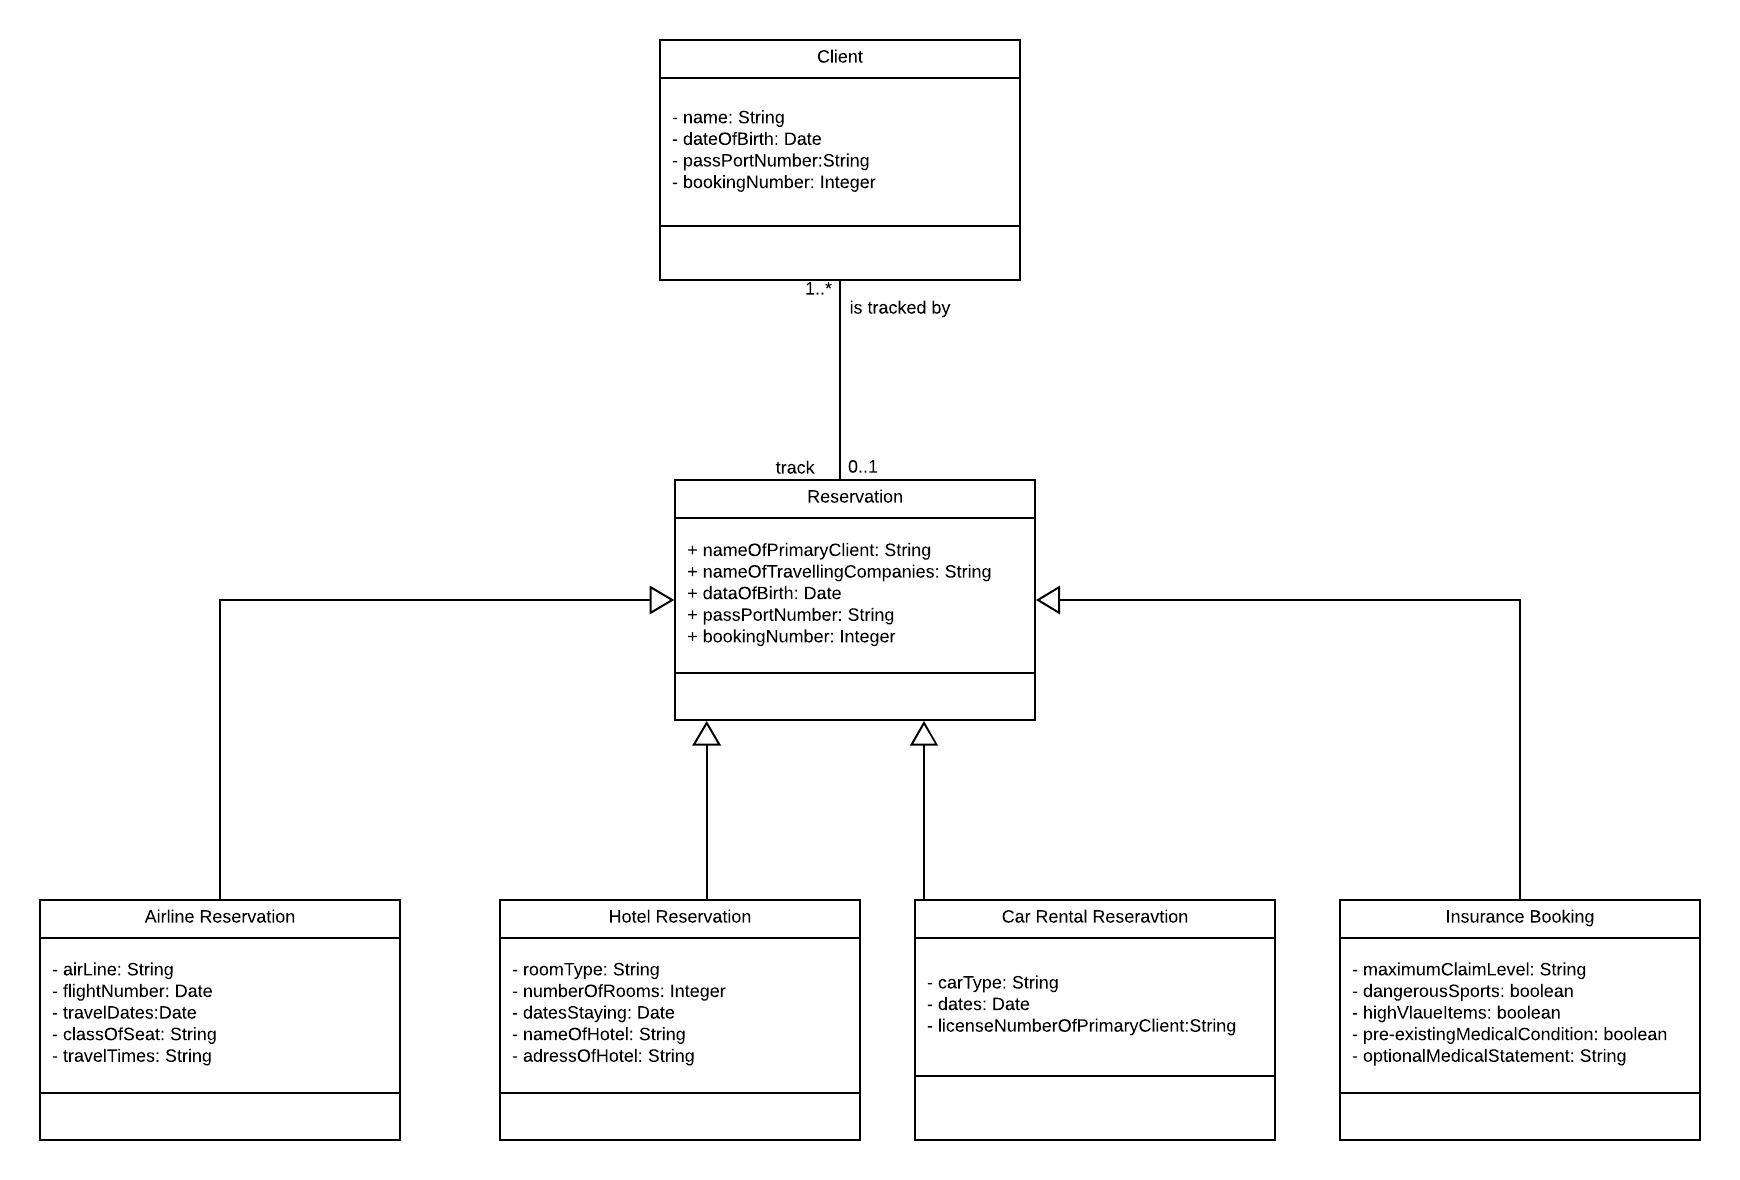 Client
- name: String
- dateOfBirth: Date
- passPortNumber:String
- bookingNumber: Integer
1..*
is tracked by
track
0..1
Reservation
+ nameOfPrimaryClient: String
+ nameOfTravellingCompanies: String
+ dataOfBirth: Date
+ passPortNumber: String
+ bookingNumber: Integer
Airline Reservation
- airLine: String
- flightNumber: Date
- travelDates:Date
- classOfSeat: String
- travelTimes: String
Hotel Reservation
- roomType: String
- numberOfRooms: Integer
- datesStaying: Date
- nameOfHotel: String
- adressOfHotel: String
Car Rental Reseravtion
- carType: String
- dates: Date
- licenseNumberOfPrimaryClient:String
Insurance Booking
- maximumClaimLevel: String
- dangerousSports: boolean
- highVlaueItems: boolean
- pre-existingMedicalCondition: boolean
- optionalMedicalStatement: String